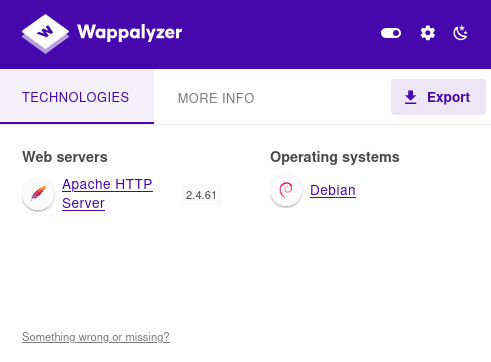 Wappalyzer
TECHNOLOGIES
MORE INFO
Export
Web servers
Apache HTTP
Server
2.4.61
Operating systems
Debian
Something wrong or missing?